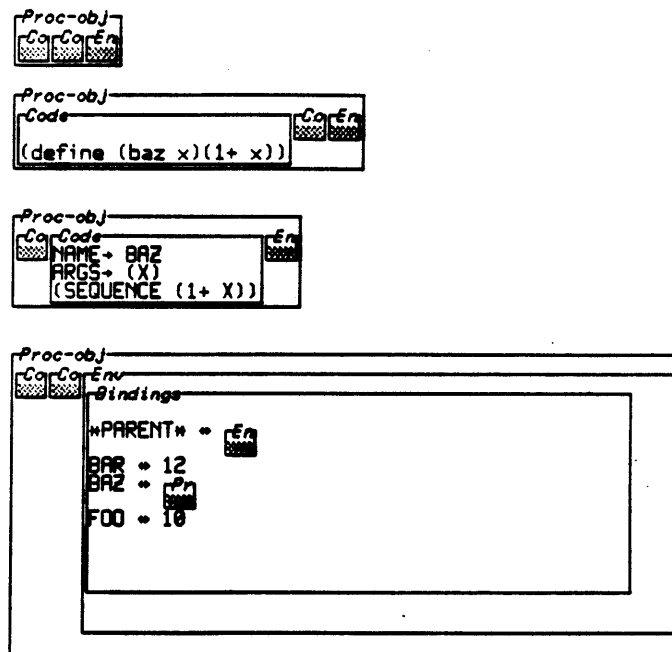 Proc-obj
Co Co En
Proc-obj
Code Co En
(define (baz x)(1+ x))
Proc-obj
Co Code En
NAME→ BAZ
ARGS→ (X)
(SEQUENCE (1+ X))
Proc-obj
Co Co Env
Bindings
*PARENT* ↔ En
BAR ↔ 12
BAZ ↔ Pr
FOO ↔ 10